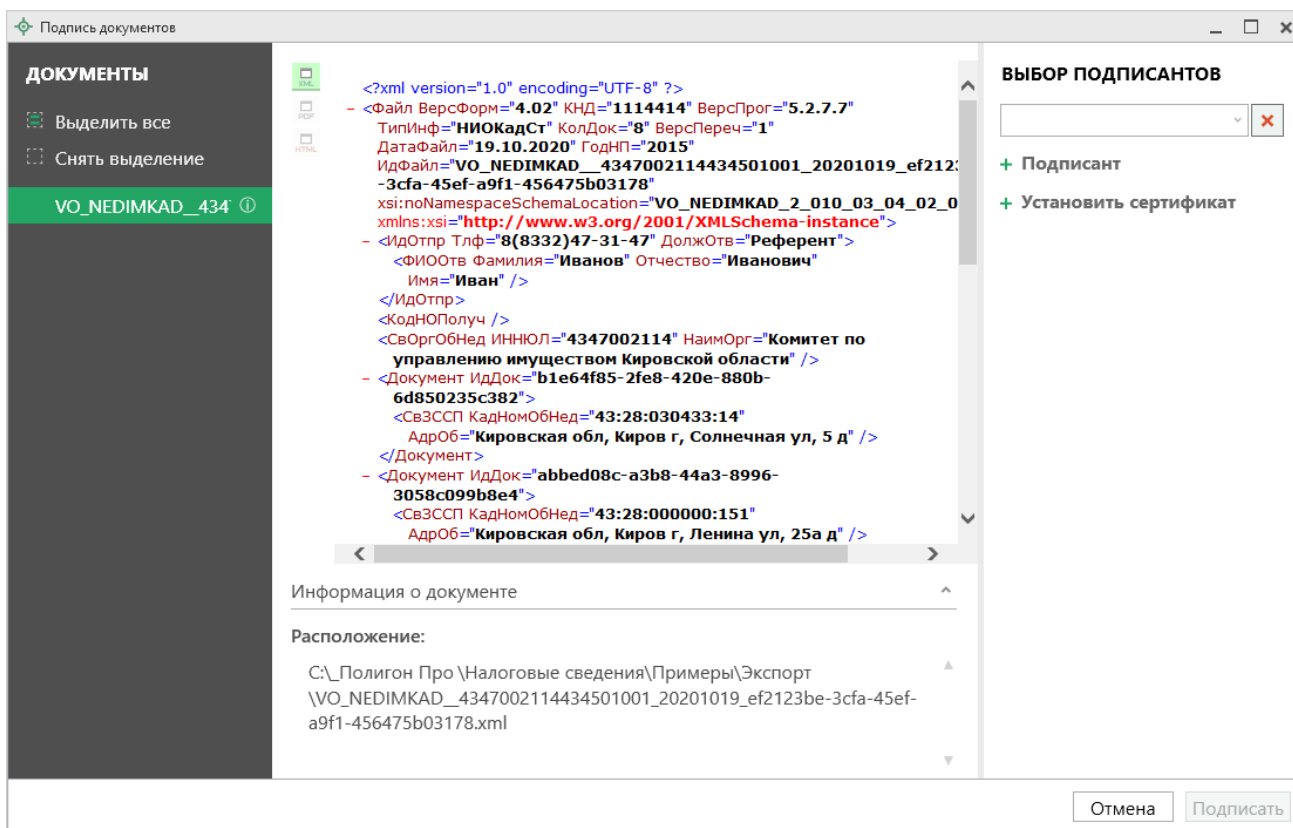 Подпись документов
ДОКУМЕНТЫ
Выделить все
Снять выделение
VO_NEDIMKAD__434
XML
PDF
HTML
<?xml version="1.0" encoding="UTF-8" ?>
– <Файл ВерсФорм="4.02" КНД="1114414" ВерсПрог="5.2.7.7"
ТипИнф="НИОКадСт" КолДок="8" ВерсПереч="1"
ДатаФайл="19.10.2020" ГодНП="2015"
ИдФайл="VO_NEDIMKAD__4347002114434501001_20201019_ef212
-3cfa-45ef-a9f1-456475b03178"
xsi:noNamespaceSchemaLocation="VO_NEDIMKAD_2_010_03_04_02_0
xmlns:xsi="http://www.w3.org/2001/XMLSchema-instance">
– <ИдОтпр Тлф="8(8332)47-31-47" ДолжОтв="Референт">
<ФИООтв Фамилия="Иванов" Отчество="Иванович"
Имя="Иван" />
</ИдОтпр>
<КодНОПолуч />
<СвОргОбНед ИННЮЛ="4347002114" НаимОрг="Комитет по
управлению имуществом Кировской области" />
– <Документ ИдДок="b1e64f85-2fe8-420e-880b-
6d850235c382">
<СвЗССП КадНомОбНед="43:28:030433:14"
АдрОб="Кировская обл, Киров г, Солнечная ул, 5 д" />
</Документ>
– <Документ ИдДок="abbed08c-a3b8-44a3-8996-
3058c099b8e4">
<СвЗССП КадНомОбНед="43:28:000000:151"
АдрОб="Кировская обл, Киров г, Ленина ул, 25а д" />
Информация о документе
Расположение:
C:\_Полигон Про \Налоговые сведения\Примеры\Экспорт
\VO_NEDIMKAD__4347002114434501001_20201019_ef2123be-3cfa-45ef-
a9f1-456475b03178.xml
ВЫБОР ПОДПИСАНТОВ
+ Подписант
+ Установить сертификат
Отмена
Подписать